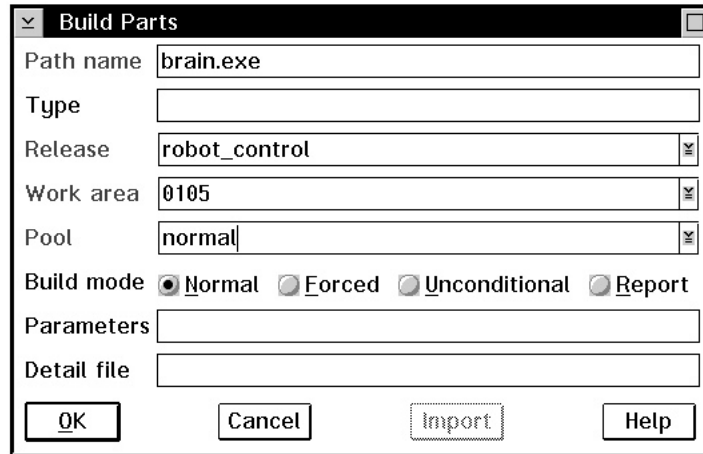 Build Parts
Path name brain.exe
Type
Release robot_control
Work area 0105
Pool normal
Build mode Normal Forced Unconditional Report
Parameters
Detail file
OK Cancel Import Help